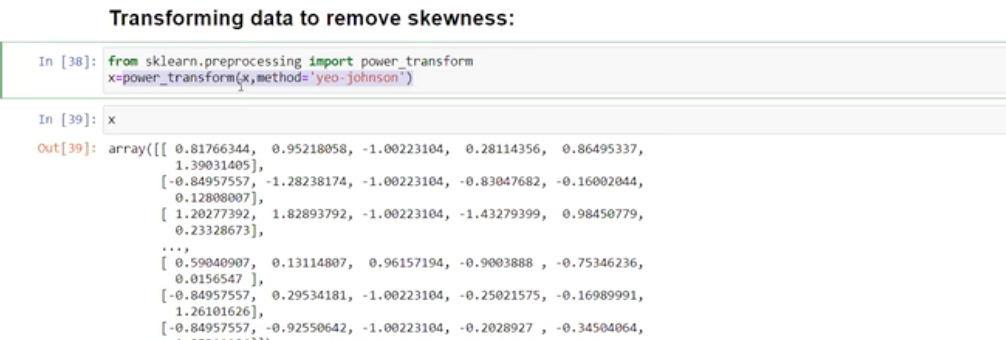 Transforming data to remove skewness:
In [38]: from sklearn.preprocessing import power_transform
x=power_transform(x,method='yeo-johnson')
In [39]: x
Out[39]: array([[ 0.81766344, 0.95218058, -1.00223104, 0.28114356, 0.86495337,
1.39031405],
[-0.84957557, -1.28238174, -1.00223104, -0.83047682, -0.16002044,
0.12808007],
[ 1.20277392, 1.82893792, -1.00223104, -1.43279399, 0.98450779,
0.23328673],
...,
[ 0.59040907, 0.13114807, 0.96157194, -0.9003888 , -0.75346236,
0.0156547 ],
[-0.84957557, 0.29534181, -1.00223104, -0.25021575, -0.16989991,
1.26101626],
[-0.84957557, -0.92550642, -1.00223104, -0.2028927 , -0.34504064,